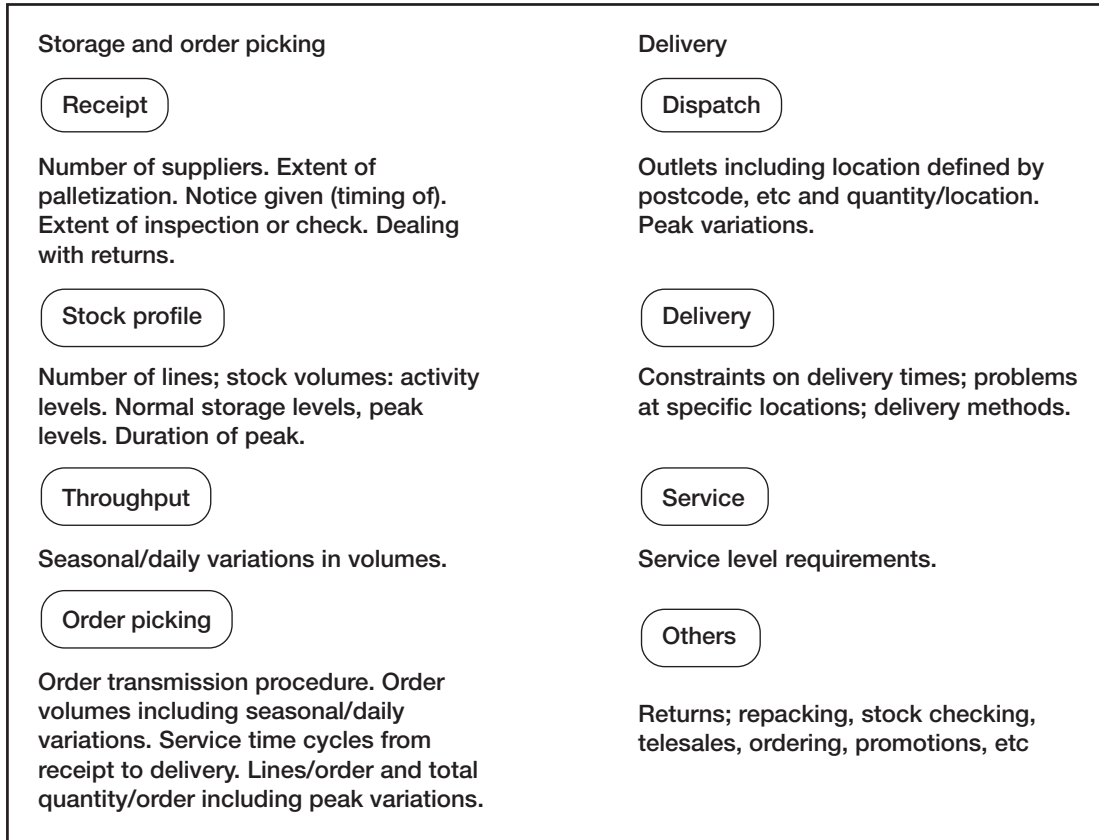 Storage and order picking
Receipt
Number of suppliers. Extent of
palletization. Notice given (timing of).
Extent of inspection or check. Dealing
with returns.
Stock profile
Number of lines; stock volumes: activity
levels. Normal storage levels, peak
levels. Duration of peak.
Throughput
Seasonal/daily variations in volumes.
Order picking
Order transmission procedure. Order
volumes including seasonal/daily
variations. Service time cycles from
receipt to delivery. Lines/order and total
quantity/order including peak variations.
Delivery
Dispatch
Outlets including location defined by
postcode, etc and quantity/location.
Peak variations.
Delivery
Constraints on delivery times; problems
at specific locations; delivery methods.
Service
Service level requirements.
Others
Returns; repacking, stock checking,
telesales, ordering, promotions, etc